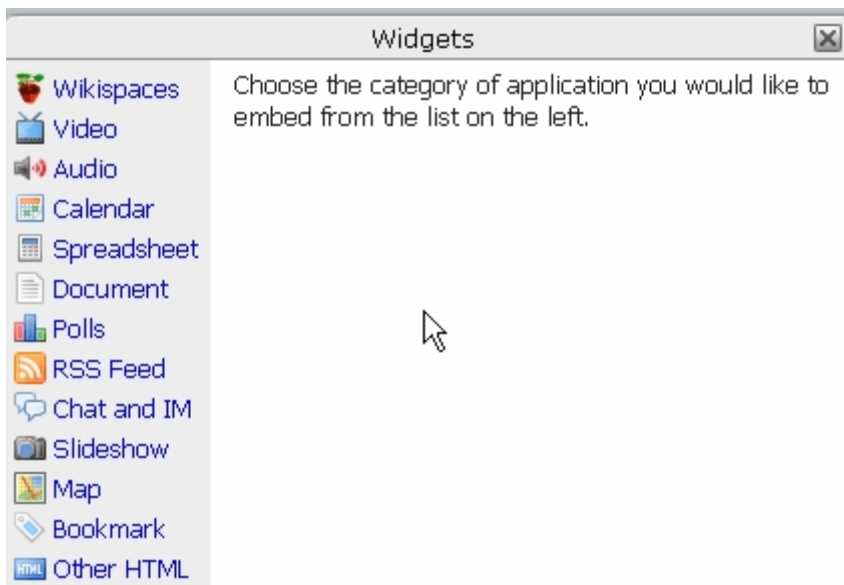 Widgets
Wikispaces
Video
Audio
Calendar
Spreadsheet
Document
Polls
RSS Feed
Chat and IM
Slideshow
Map
Bookmark
HTML Other HTML
Choose the category of application you would like to
embed from the list on the left.